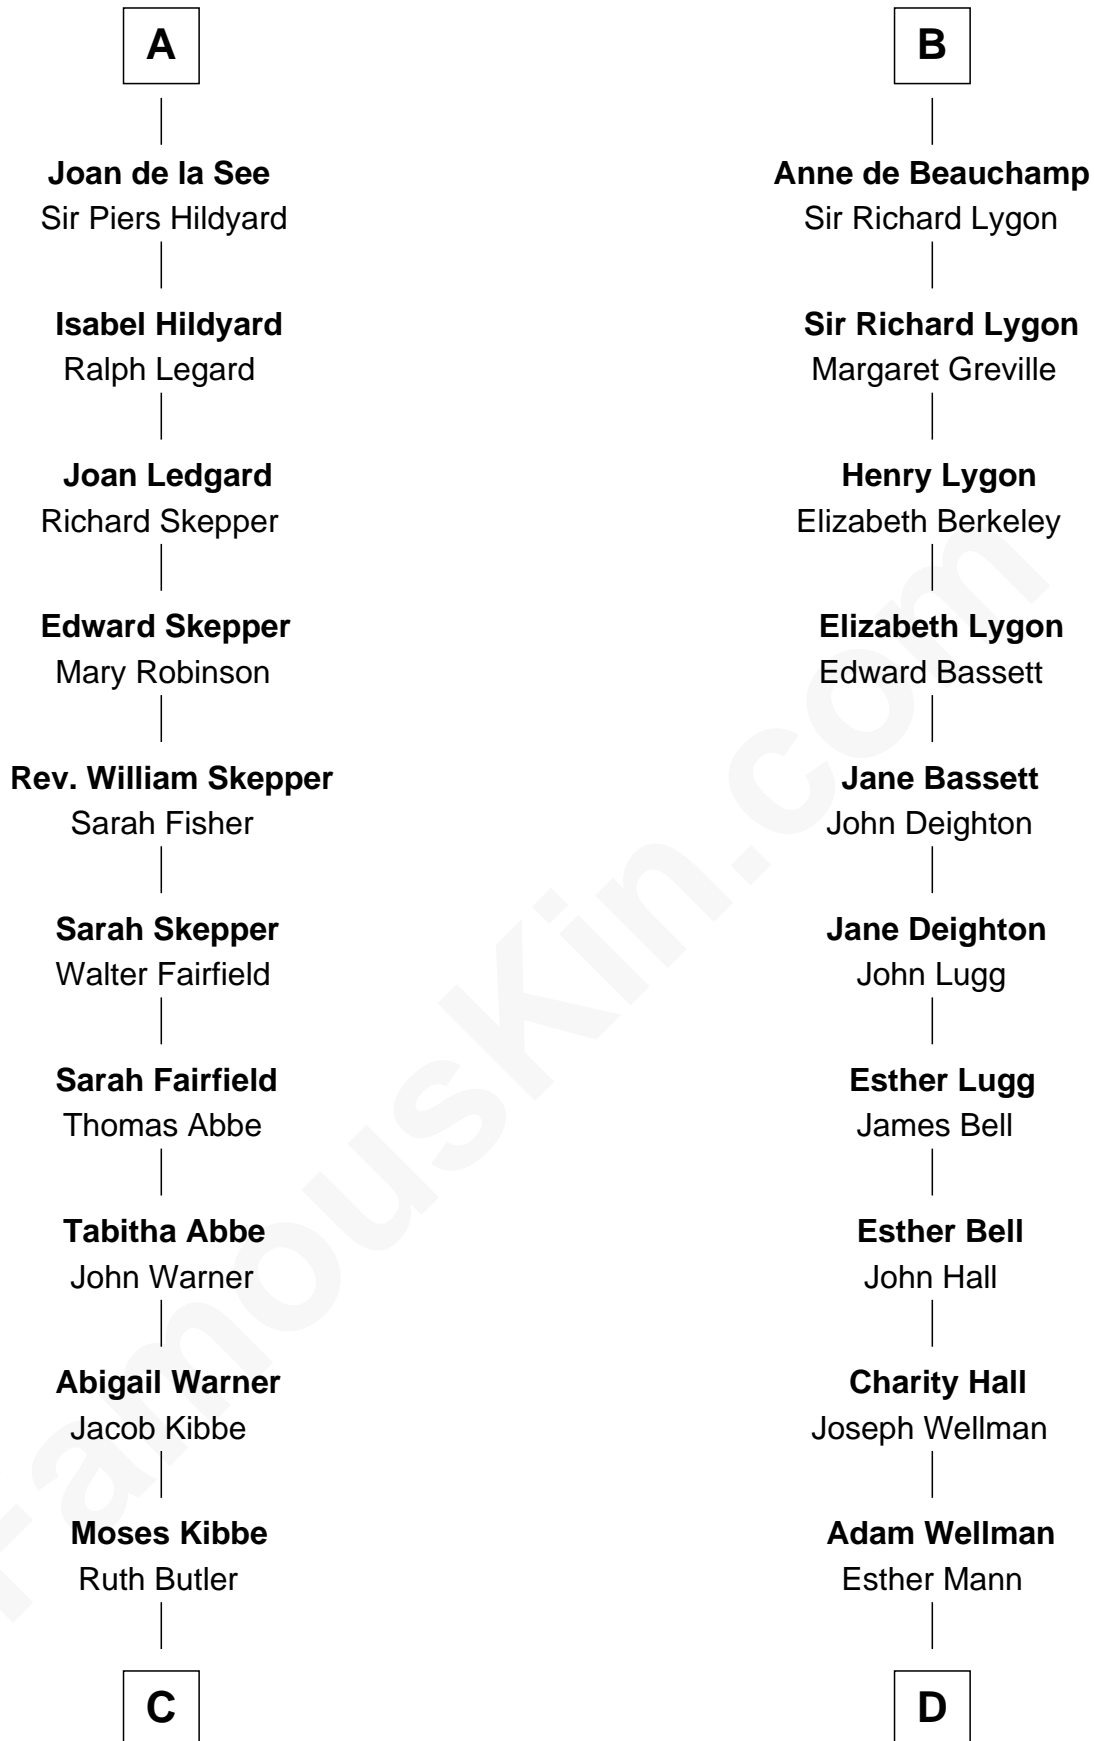 A
Joan de la See
Sir Piers Hildyard
Isabel Hildyard
Ralph Legard
Joan Ledgard
Richard Skepper
Edward Skepper
Mary Robinson
Rev. William Skepper
Sarah Fisher
Sarah Skepper
Walter Fairfield
Sarah Fairfield
Thomas Abbe
Tabitha Abbe
John Warner
Abigail Warner
Jacob Kibbe
Moses Kibbe
Ruth Butler
C
B
Anne de Beauchamp
Sir Richard Lygon
Sir Richard Lygon
Margaret Greville
Henry Lygon
Elizabeth Berkeley
Elizabeth Lygon
Edward Bassett
Jane Bassett
John Deighton
Jane Deighton
John Lugg
Esther Lugg
James Bell
Esther Bell
John Hall
Charity Hall
Joseph Wellman
Adam Wellman
Esther Mann
D
FamousKin.com